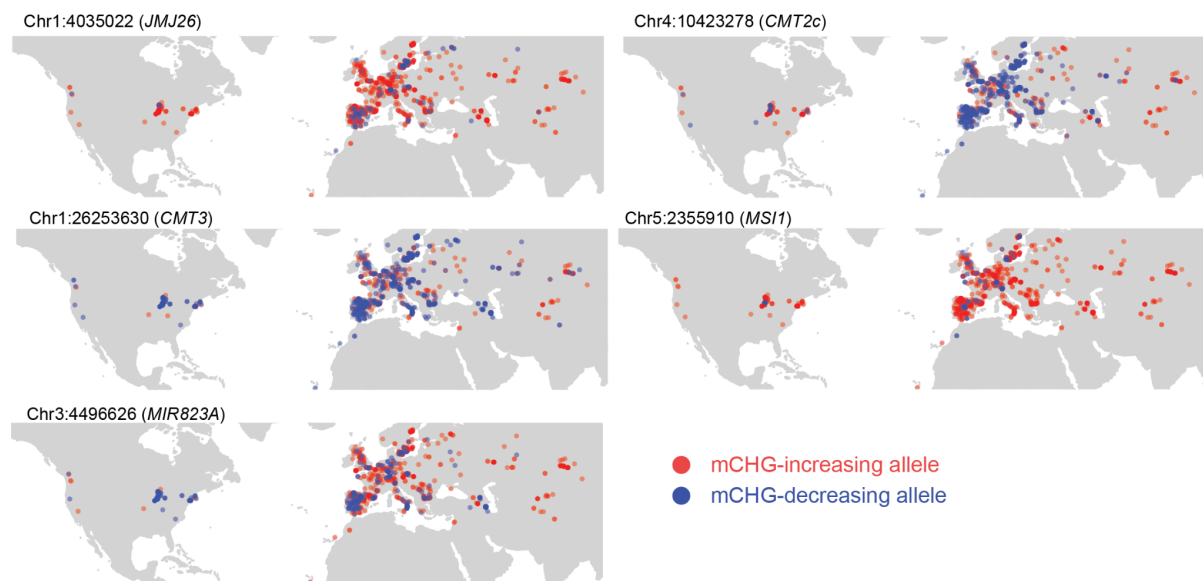 Chr1:4035022 (JMJ26)
Chr4:10423278 (CMT2c)
Chr1:26253630 (CMT3)
Chr5:2355910 (MSI1)
Chr3:4496626 (MIR823A)
mCHG-increasing allele
mCHG-decreasing allele